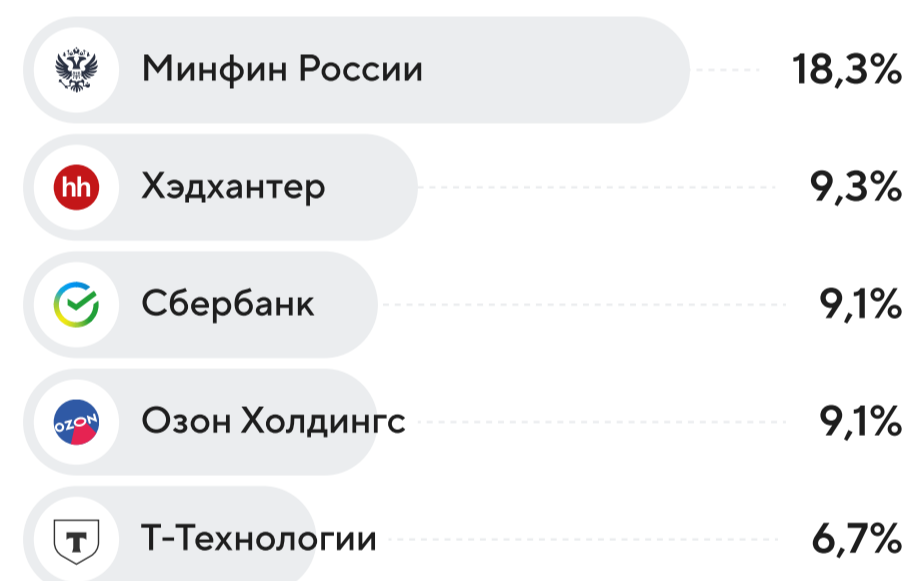 Минфин России 18,3%
hh Хэдхантер 9,3%
Сбербанк 9,1%
OZON Озон Холдингс 9,1%
Т Т-Технологии 6,7%